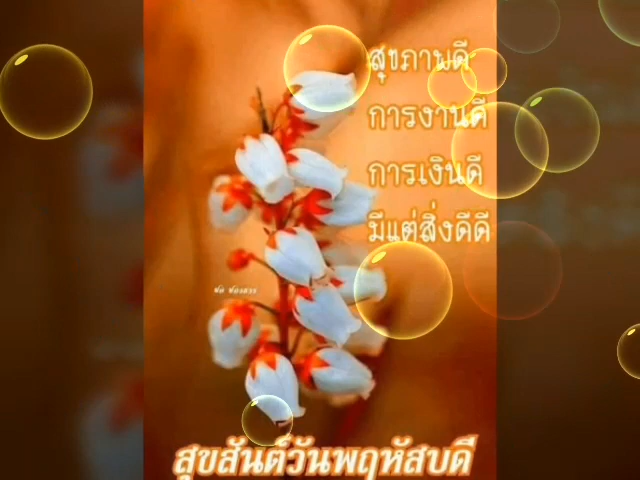 สุขภาพดี
การงานดี
การเงินดี
มีแต่สิ่งดีดี
สุขสันต์วันพฤหัสบดี